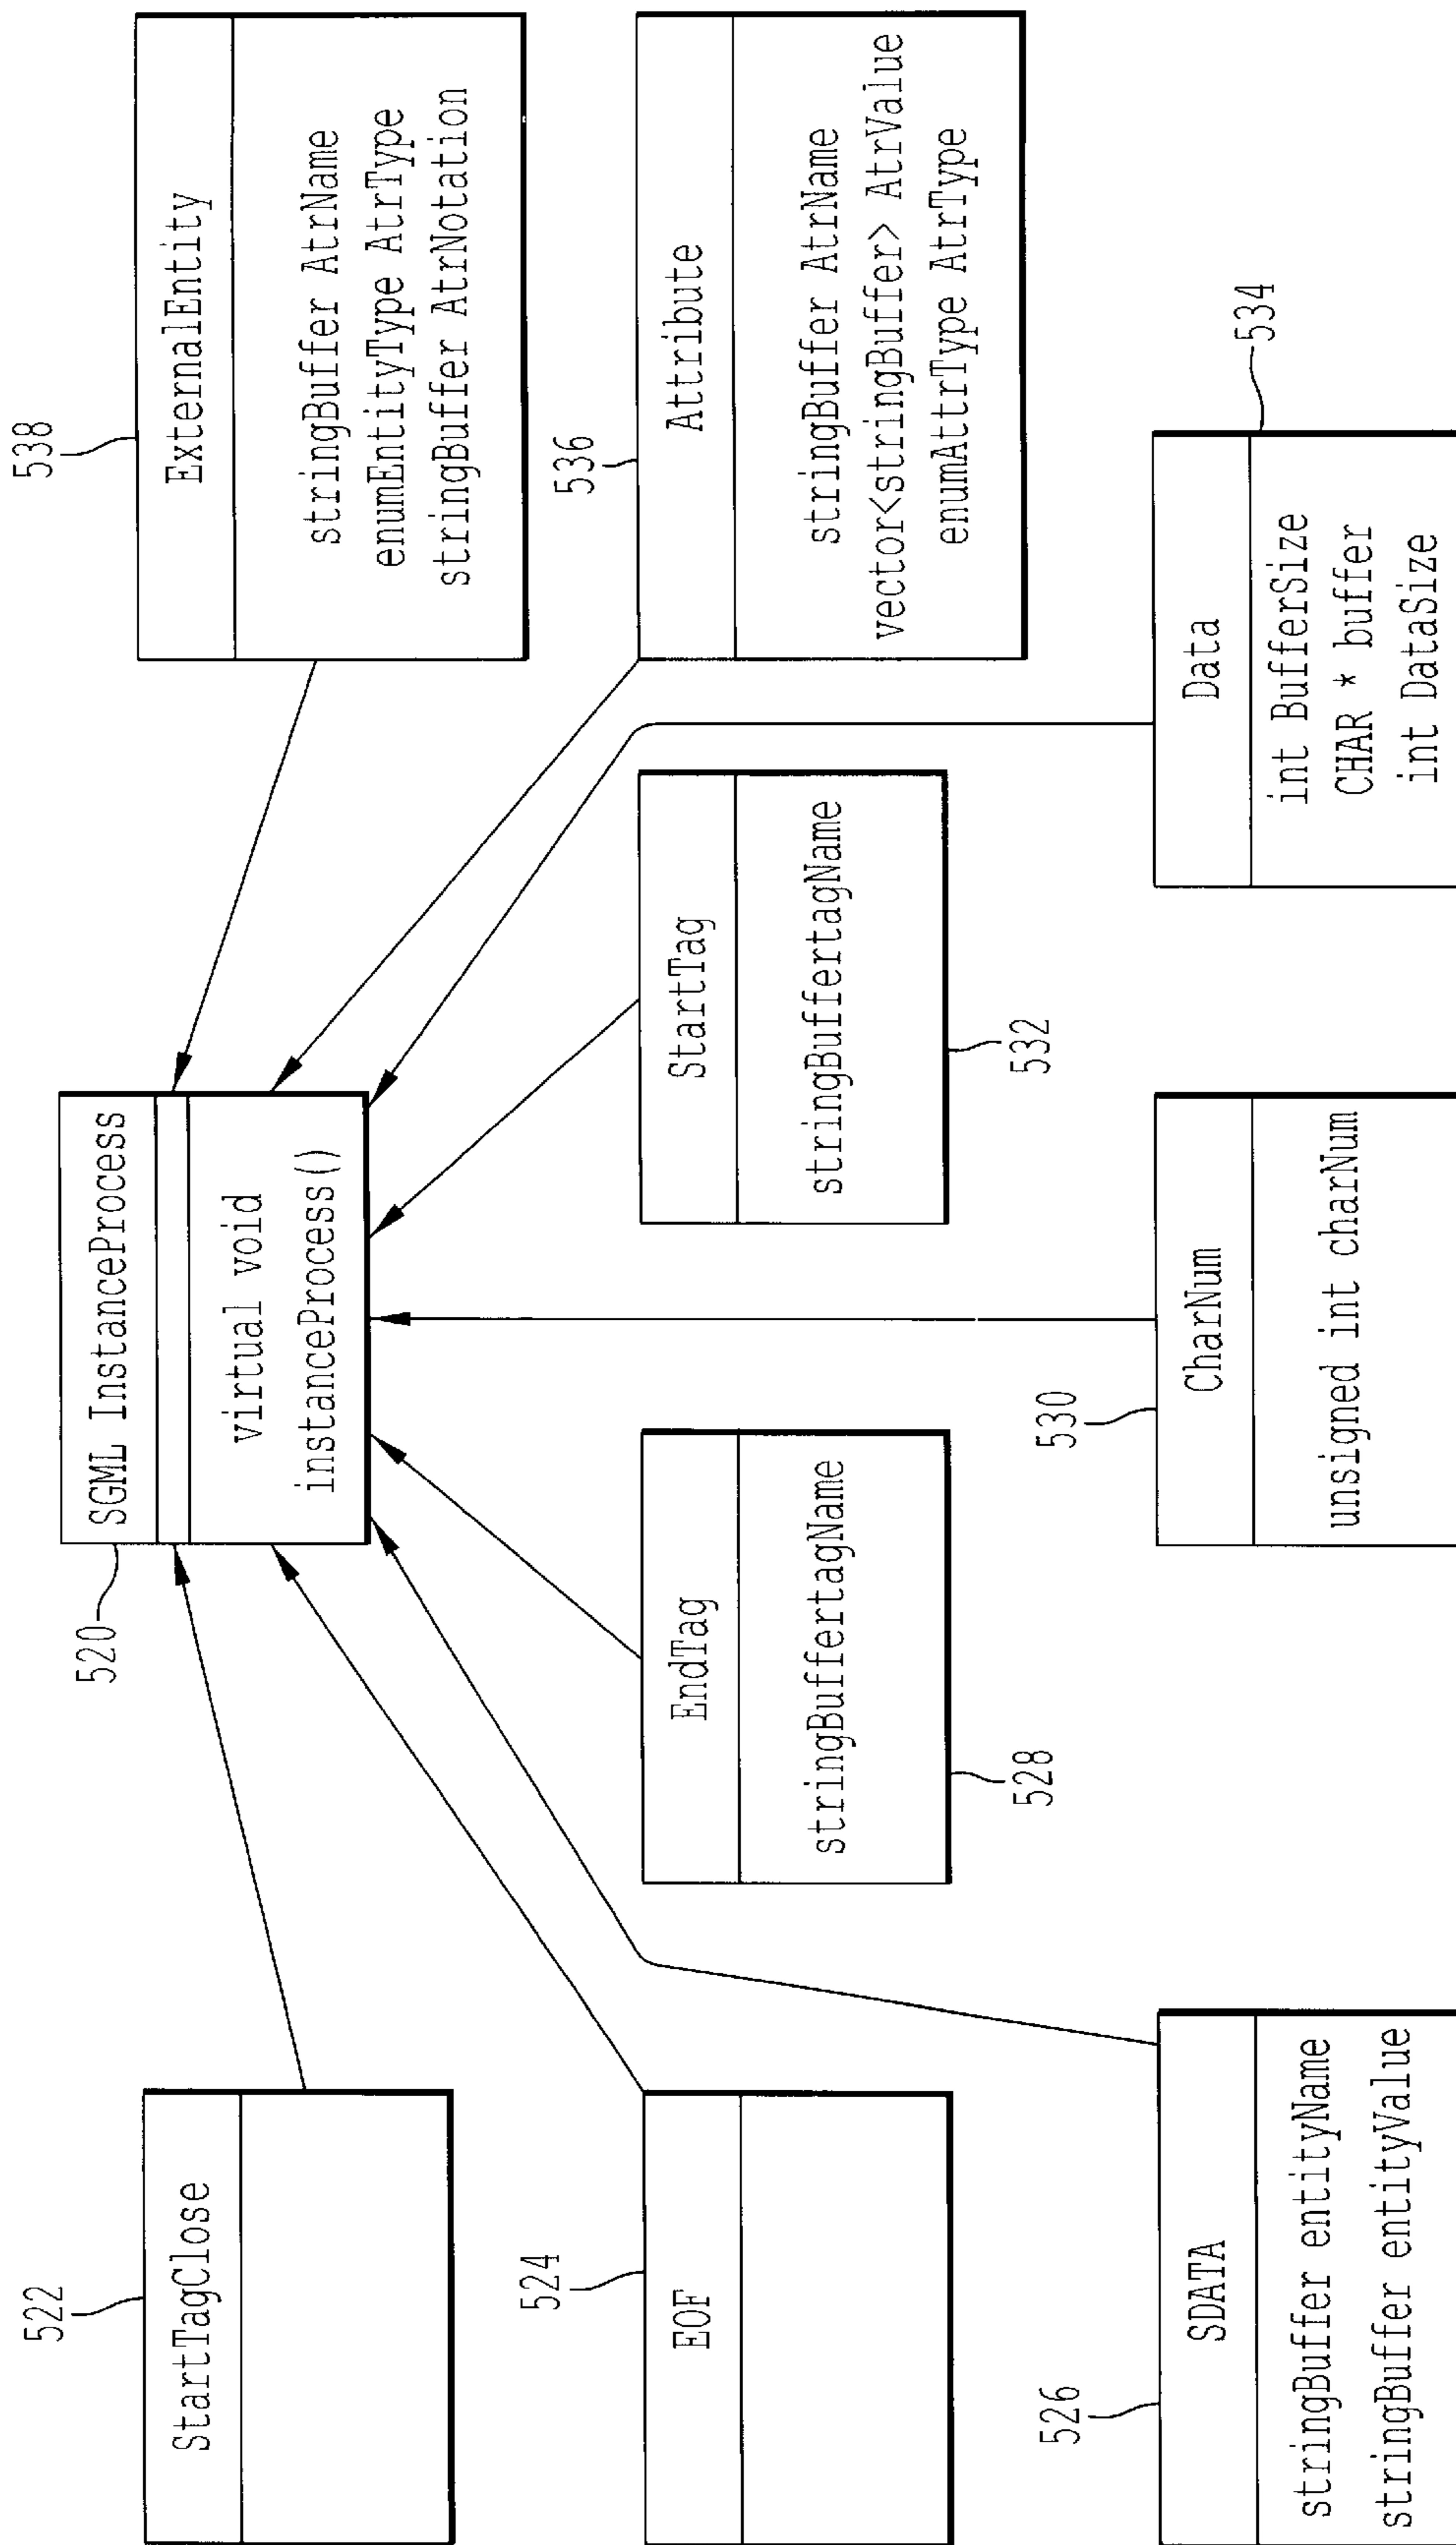 522
StartTagClose
524
EOF
526
SDATA
stringBuffer entityName
stringBuffer entityValue
520
SGML InstanceProcess
virtual void
instanceProcess()
EndTag
stringBuffertagName
528
530
CharNum
unsigned int charNum
StartTag
stringBuffertagName
532
538
ExternalEntity
stringBuffer AtrName
enumEntityType AtrType
stringBuffer AtrNotation
536
Attribute
stringBuffer AtrName
vector<stringBuffer> AtrValue
enumAttrType AtrType
Data
int BufferSize
CHAR * buffer
int DataSize
534